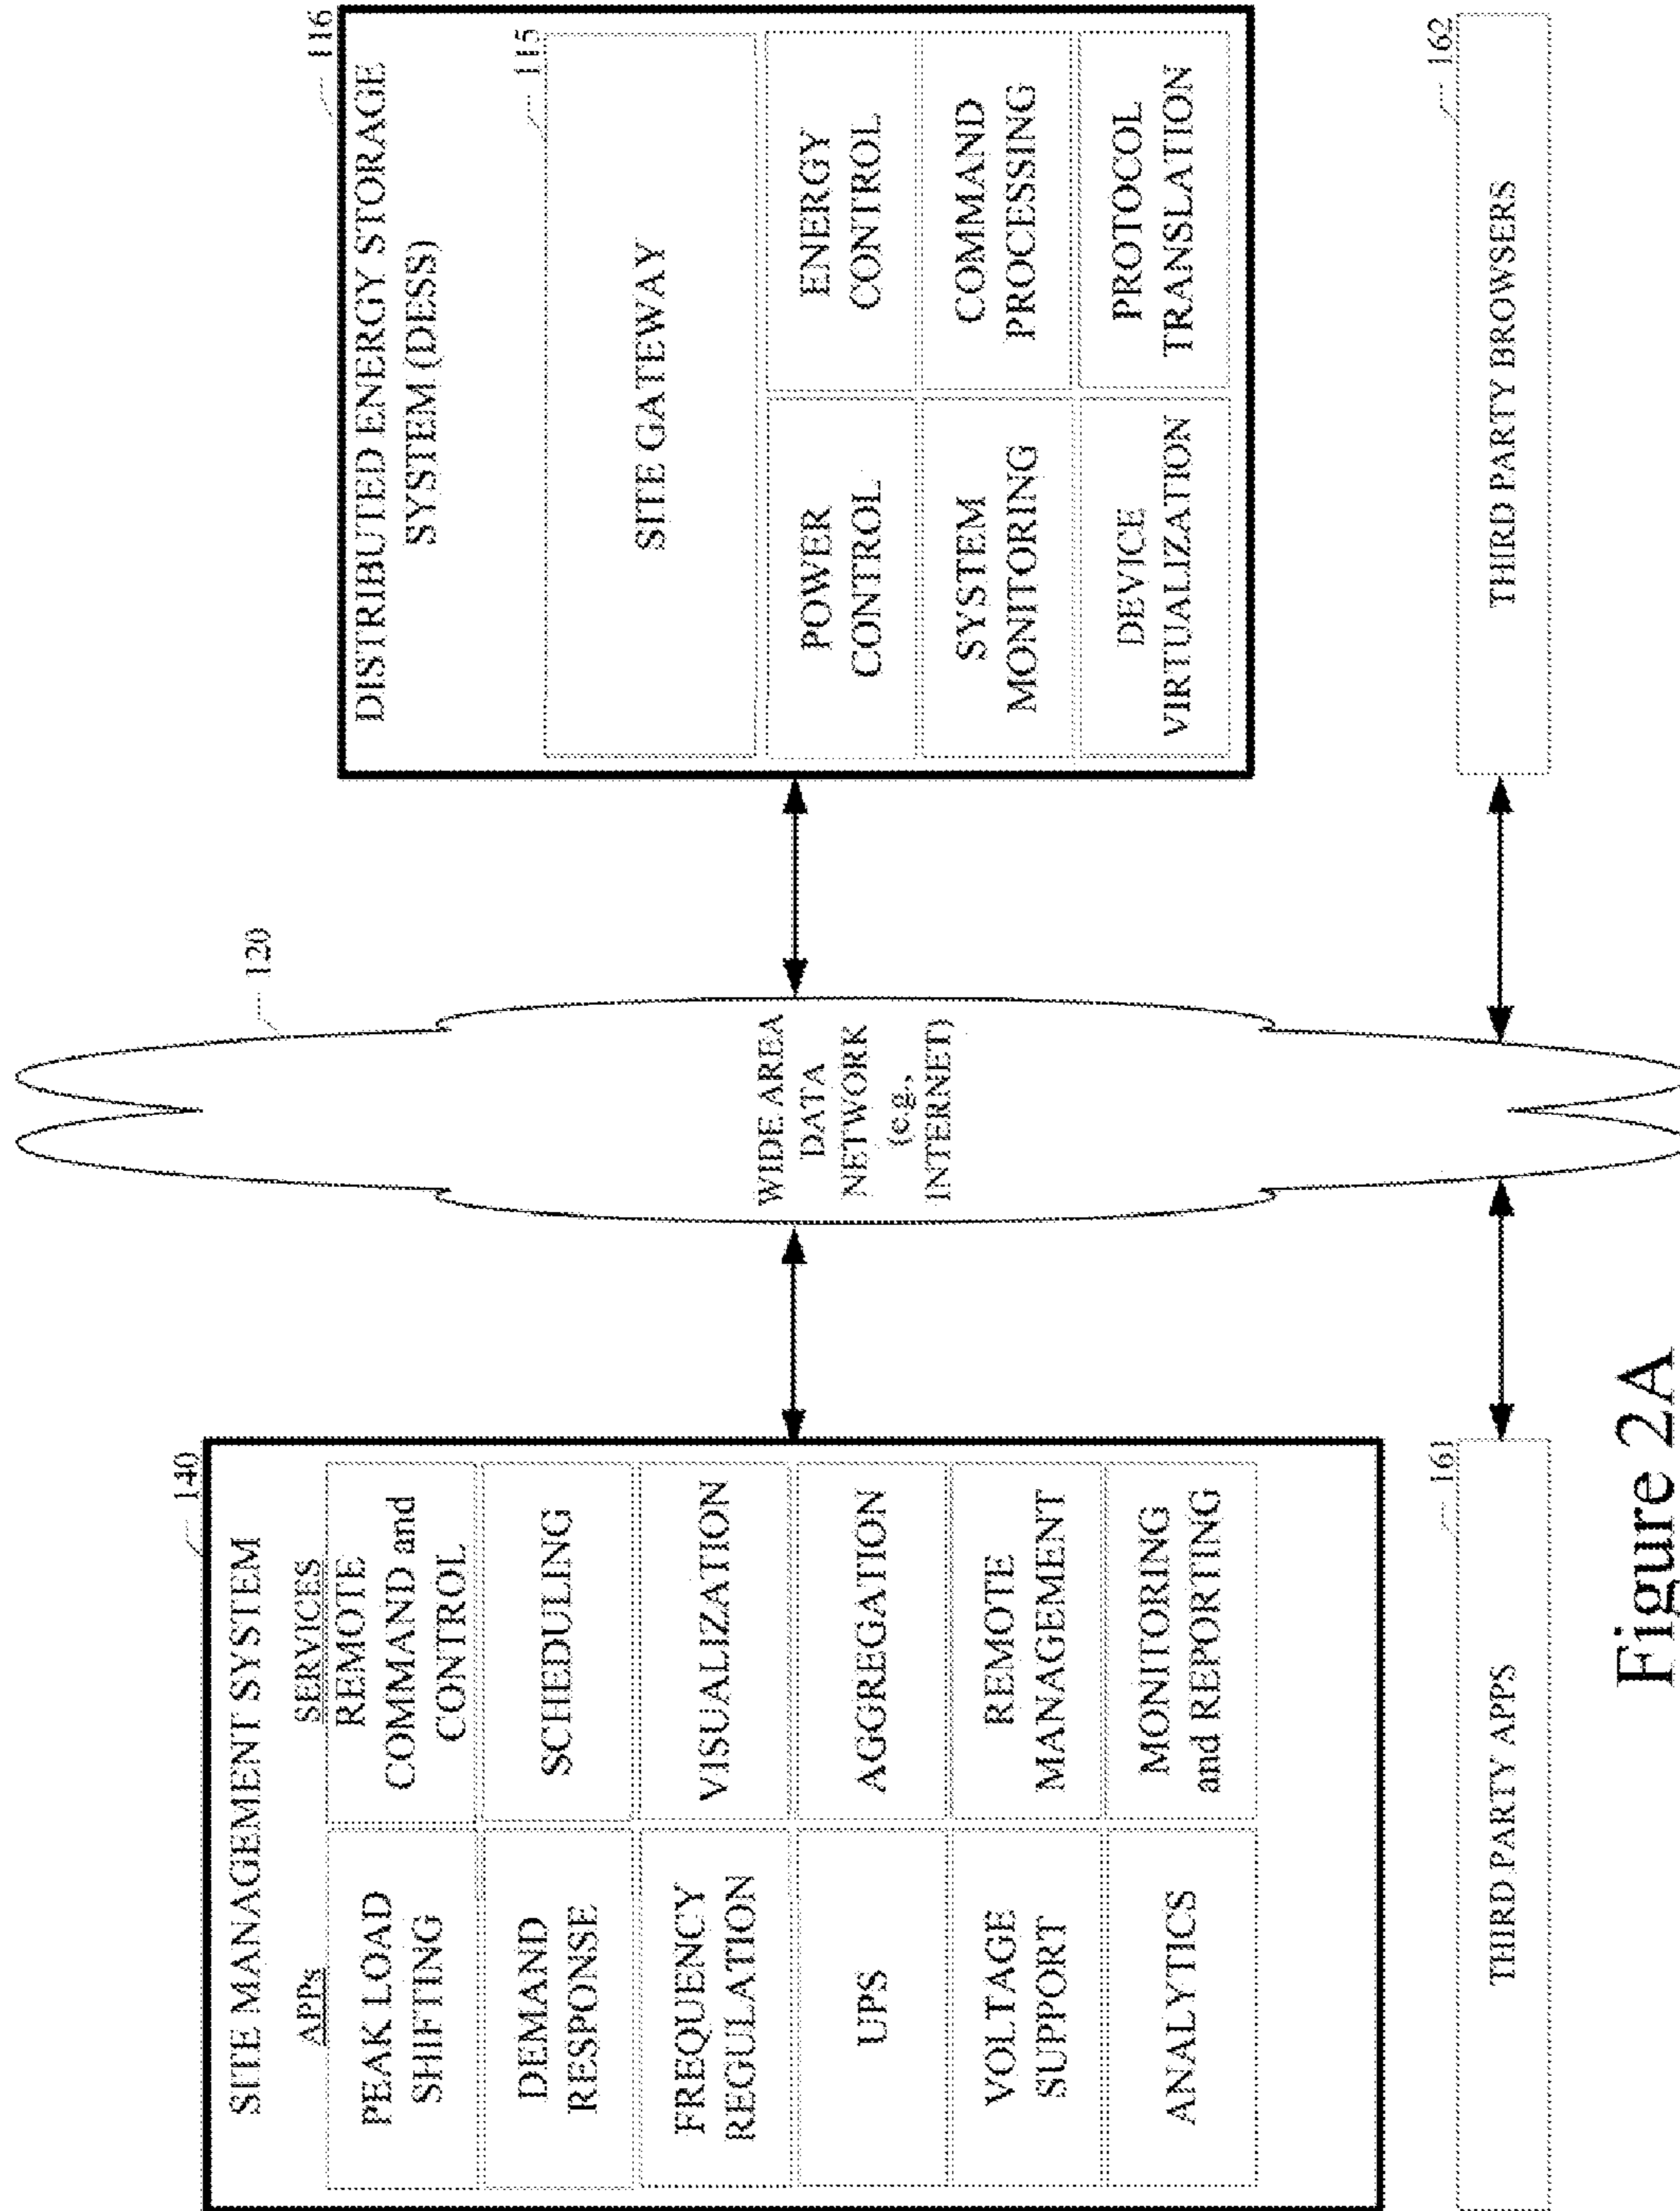 140
SITE MANAGEMENT SYSTEM
APPs
PEAK LOAD
SHIFTING
DEMAND
RESPONSE
FREQUENCY
REGULATION
UPS
VOLTAGE
SUPPORT
ANALYTICS
SERVICES
REMOTE
COMMAND and
CONTROL
SCHEDULING
VISUALIZATION
AGGREGATION
REMOTE
MANAGEMENT
MONITORING
and REPORTING
120
WIDE AREA
DATA
NETWORK
(e.g.,
INTERNET)
116
DISTRIBUTED ENERGY STORAGE
SYSTEM (DESS)
115
SITE GATEWAY
POWER
CONTROL
ENERGY
CONTROL
SYSTEM
MONITORING
COMMAND
PROCESSING
DEVICE
VIRTUALIZATION
PROTOCOL
TRANSLATION
161
THIRD PARTY APPS
162
THIRD PARTY BROWSERS
Figure 2A